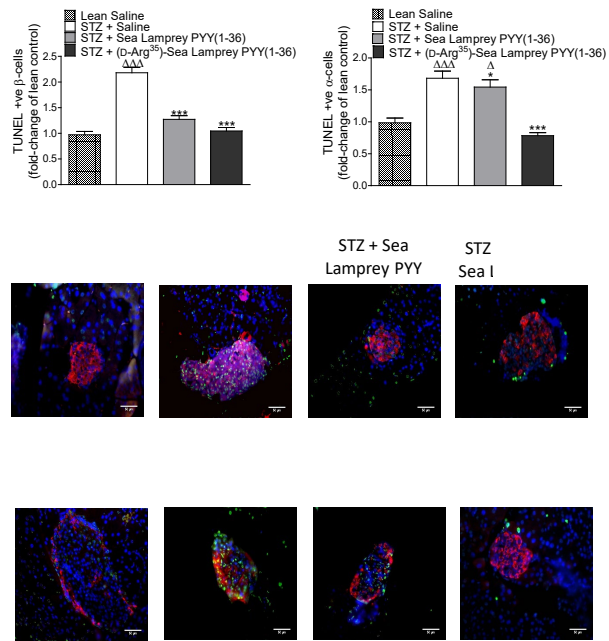 Lean Saline
STZ + Saline
STZ + Sea Lamprey PYY(1-36)
STZ + (D-Arg35)-Sea Lamprey PYY(1-36)
TUNEL +ve β-cells
(fold-change of lean control)
2.5
2.0
1.5
1.0
0.5
0.0
ΔΔΔ
***
***
Lean Saline
STZ + Saline
STZ + Sea Lamprey PYY(1-36)
STZ + (D-Arg35)-Sea Lamprey PYY(1-36)
TUNEL +ve α-cells
(fold-change of lean control)
2.5
2.0
1.5
1.0
0.5
0.0
ΔΔΔ
Δ
*
***
STZ + Sea
Lamprey PYY
STZ
Sea